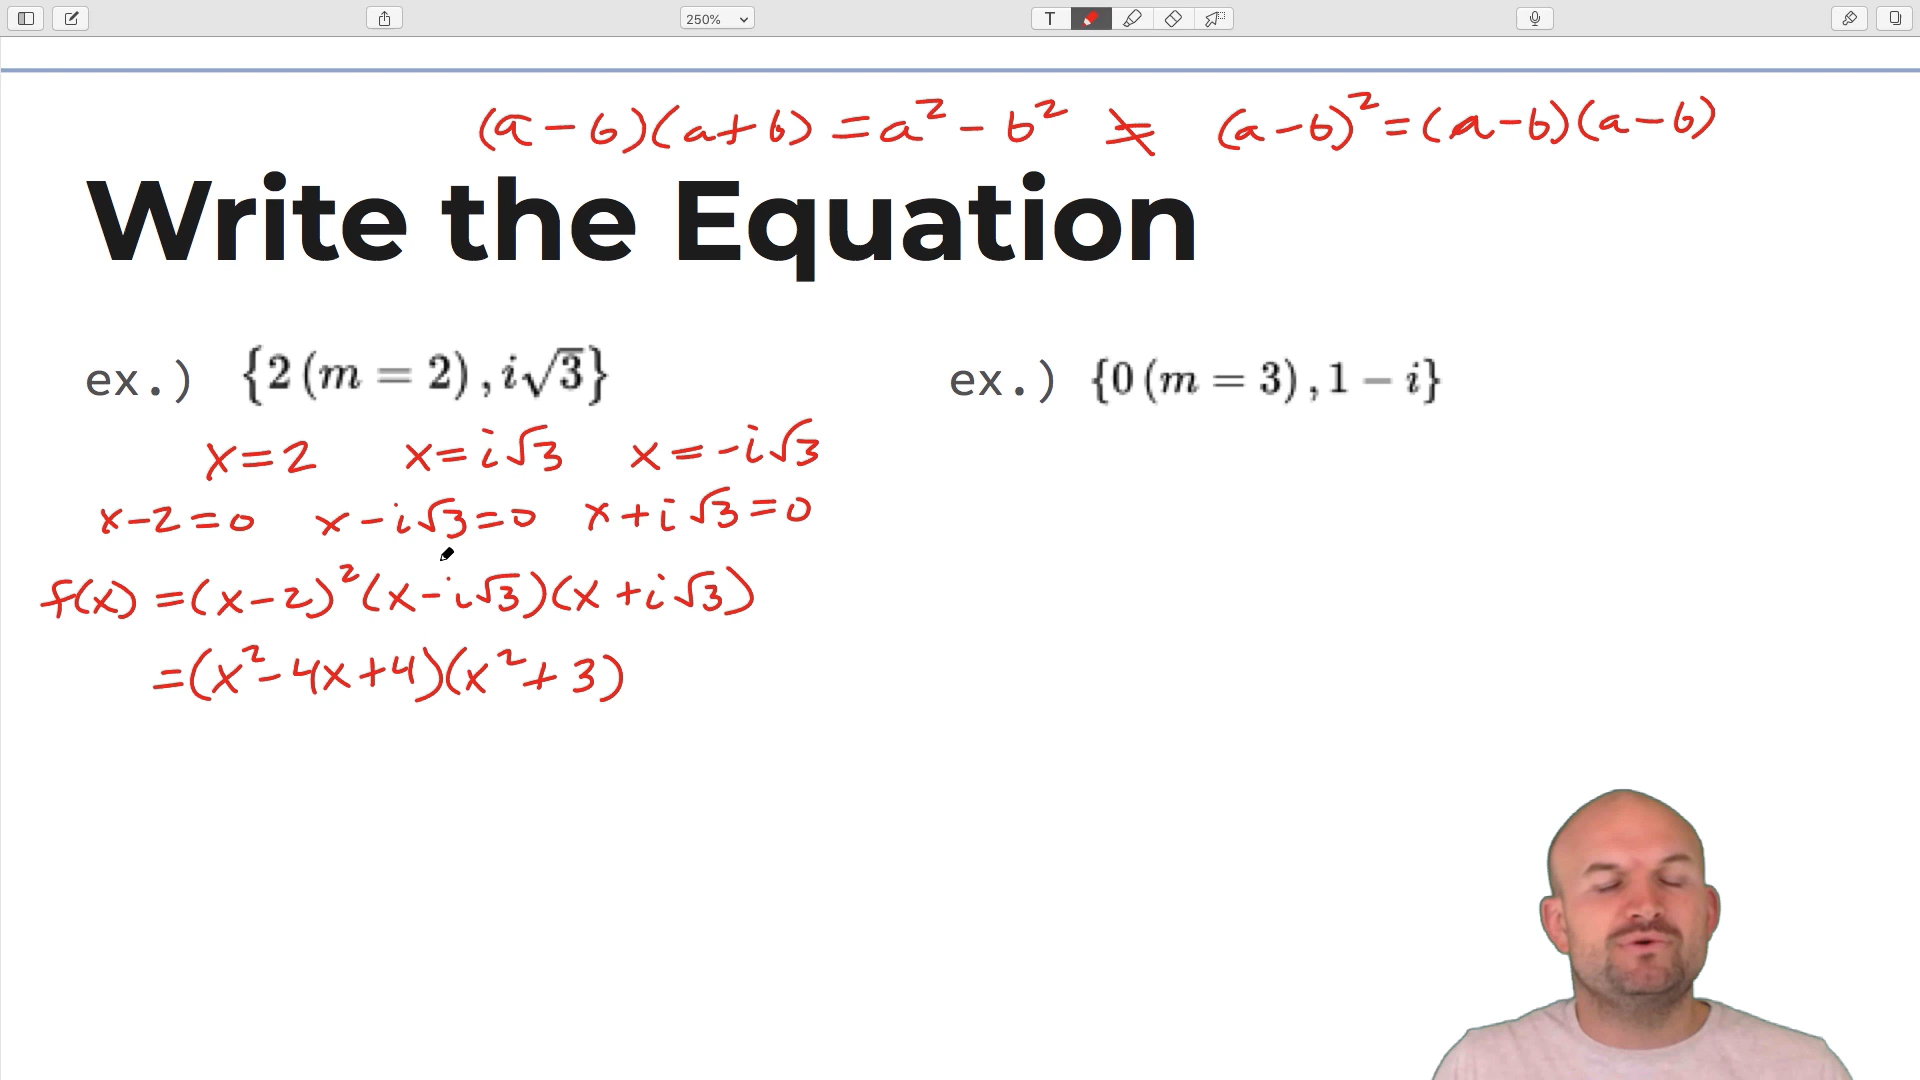 250%
T
(a-b)(a+b) = a² - b² ≠ (a-b)² = (a-b)(a-b)
Write the Equation
ex.) {2 (m = 2), i√3}
x=2 x=i√3 x=-i√3
x-2=0 x-i√3=0 x+i√3=0
f(x) =(x-2)²(x-i√3)(x+i√3)
=(x²-4x+4)(x²+3)
ex.) {0 (m = 3), 1 − i}